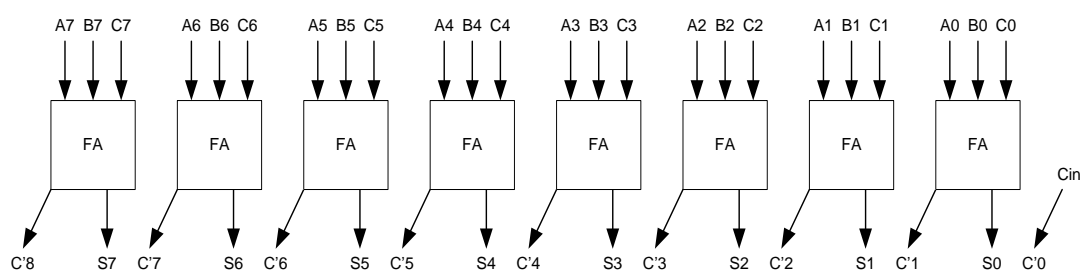 A7 B7 C7 A6 B6 C6 A5 B5 C5 A4 B4 C4 A3 B3 C3 A2 B2 C2 A1 B1 C1 A0 B0 C0
FA FA FA FA FA FA FA FA
Cin
C'8 S7 C'7 S6 C'6 S5 C'5 S4 C'4 S3 C'3 S2 C'2 S1 C'1 S0 C'0